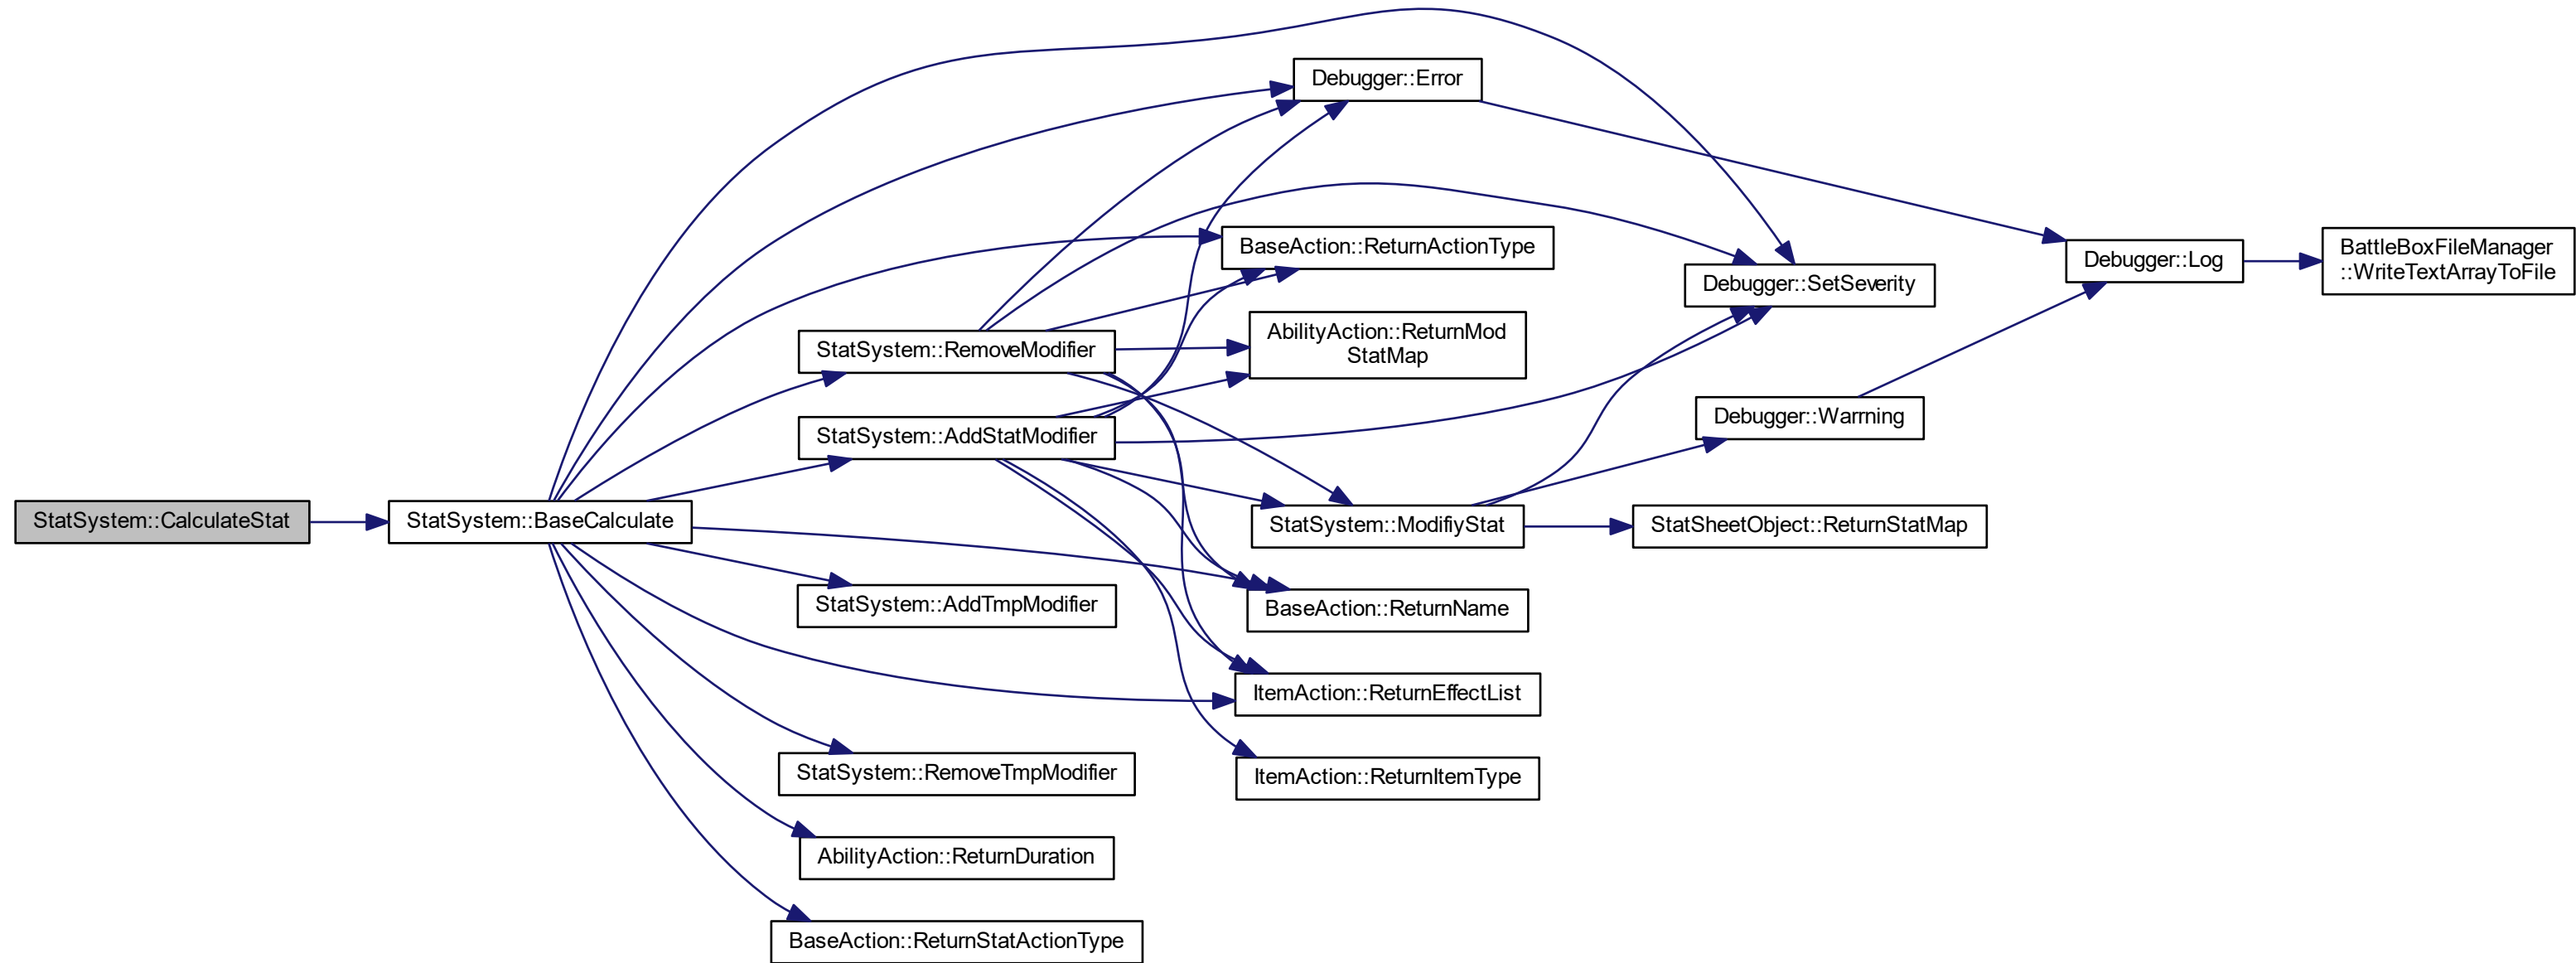 StatSystem::CalculateStat
StatSystem::BaseCalculate
StatSystem::RemoveModifier
StatSystem::AddStatModifier
StatSystem::AddTmpModifier
StatSystem::RemoveTmpModifier
AbilityAction::ReturnDuration
BaseAction::ReturnStatActionType
Debugger::Error
BaseAction::ReturnActionType
AbilityAction::ReturnMod
StatMap
StatSystem::ModifiyStat
BaseAction::ReturnName
ItemAction::ReturnEffectList
ItemAction::ReturnItemType
Debugger::SetSeverity
Debugger::Warrning
StatSheetObject::ReturnStatMap
Debugger::Log
BattleBoxFileManager
::WriteTextArrayToFile